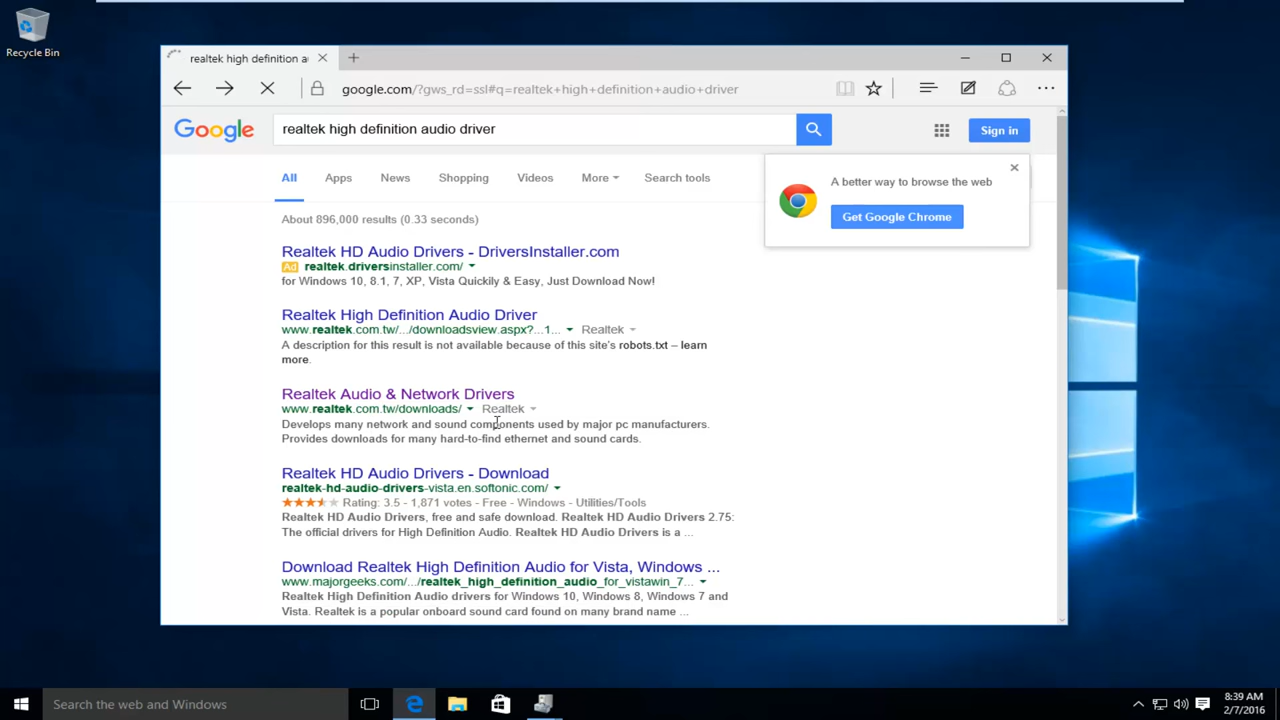 Recycle Bin
realtek high definition a
google.com/?gws_rd=ssl#q=realtek+high+definition+audio+driver
Google
realtek high definition audio driver
Sign in
All Apps News Shopping Videos More Search tools
A better way to browse the web
Get Google Chrome
About 896,000 results (0.33 seconds)
Realtek HD Audio Drivers - DriversInstaller.com
Ad realtek.driversinstaller.com/
for Windows 10, 8.1, 7, XP, Vista Quickily & Easy, Just Download Now!
Realtek High Definition Audio Driver
www.realtek.com.tw/.../downloadsview.aspx?...1... Realtek
A description for this result is not available because of this site's robots.txt – learn
more.
Realtek Audio & Network Drivers
www.realtek.com.tw/downloads/ Realtek
Develops many network and sound components used by major pc manufacturers.
Provides downloads for many hard-to-find ethernet and sound cards.
Realtek HD Audio Drivers - Download
realtek-hd-audio-drivers-vista.en.softonic.com/
Rating: 3.5 - 1,871 votes - Free - Windows - Utilities/Tools
Realtek HD Audio Drivers, free and safe download. Realtek HD Audio Drivers 2.75:
The official drivers for High Definition Audio. Realtek HD Audio Drivers is a ...
Download Realtek High Definition Audio for Vista, Windows ...
www.majorgeeks.com/.../realtek_high_definition_audio_for_vistawin_7...
Realtek High Definition Audio drivers for Windows 10, Windows 8, Windows 7 and
Vista. Realtek is a popular onboard sound card found on many brand name ...
Search the web and Windows
8:39 AM
2/7/2016